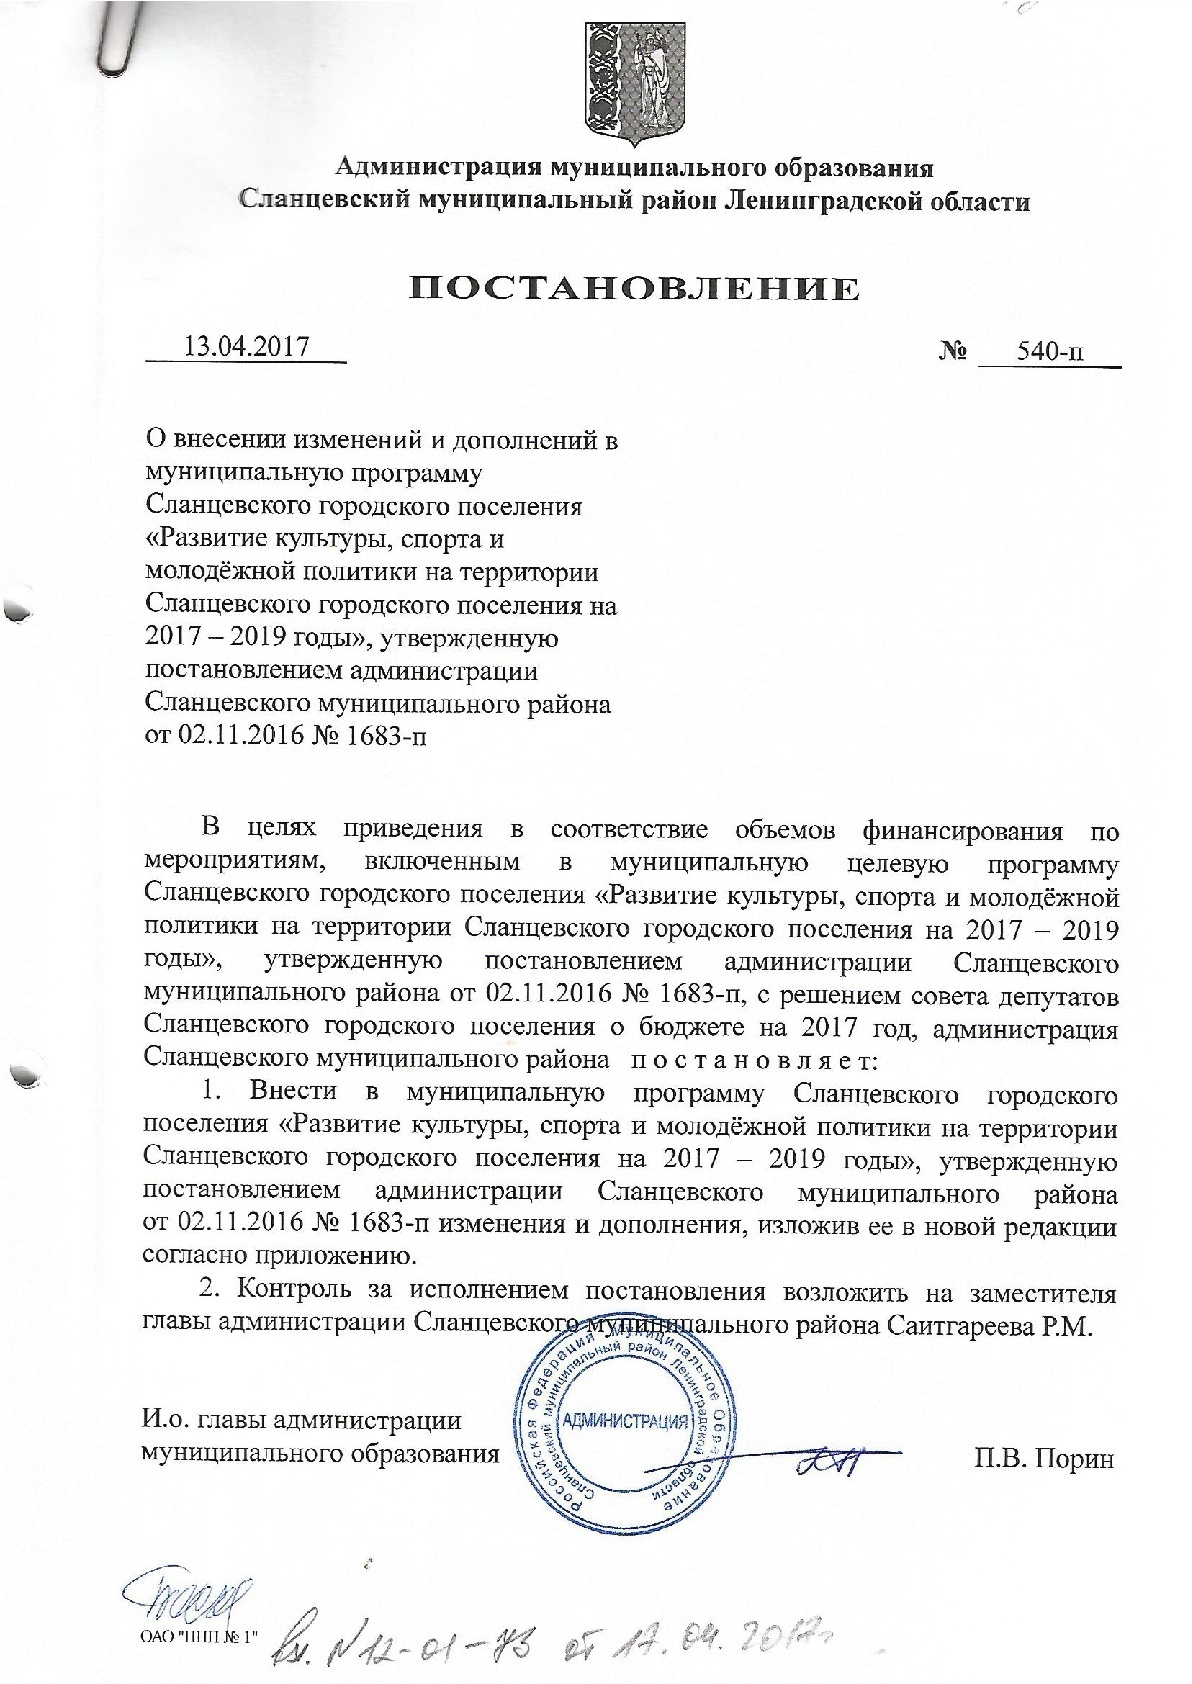 Администрация муниципального образования
Сланцевский муниципальный район Ленинградской области
ПОСТАНОВЛЕНИЕ
13.04.2017 № 540-п
О внесении изменений и дополнений в
муниципальную программу
Сланцевского городского поселения
«Развитие культуры, спорта и
молодёжной политики на территории
Сланцевского городского поселения на
2017 – 2019 годы», утвержденную
постановлением администрации
Сланцевского муниципального района
от 02.11.2016 № 1683-п
В целях приведения в соответствие объемов финансирования по
мероприятиям, включенным в муниципальную целевую программу
Сланцевского городского поселения «Развитие культуры, спорта и молодёжной
политики на территории Сланцевского городского поселения на 2017 – 2019
годы», утвержденную постановлением администрации Сланцевского
муниципального района от 02.11.2016 № 1683-п, с решением совета депутатов
Сланцевского городского поселения о бюджете на 2017 год, администрация
Сланцевского муниципального района п о с т а н о в л я е т:
1. Внести в муниципальную программу Сланцевского городского
поселения «Развитие культуры, спорта и молодёжной политики на территории
Сланцевского городского поселения на 2017 – 2019 годы», утвержденную
постановлением администрации Сланцевского муниципального района
от 02.11.2016 № 1683-п изменения и дополнения, изложив ее в новой редакции
согласно приложению.
2. Контроль за исполнением постановления возложить на заместителя
главы администрации Сланцевского муниципального района Саитгареева Р.М.
Российская Федерация Муниципальное Образование
Сланцевский муниципальный район Ленинградской области
АДМИНИСТРАЦИЯ
И.о. главы администрации
муниципального образования П.В. Порин
ОАО "ППП № 1"
вх. N 12-01-73 от 17.04.2017г